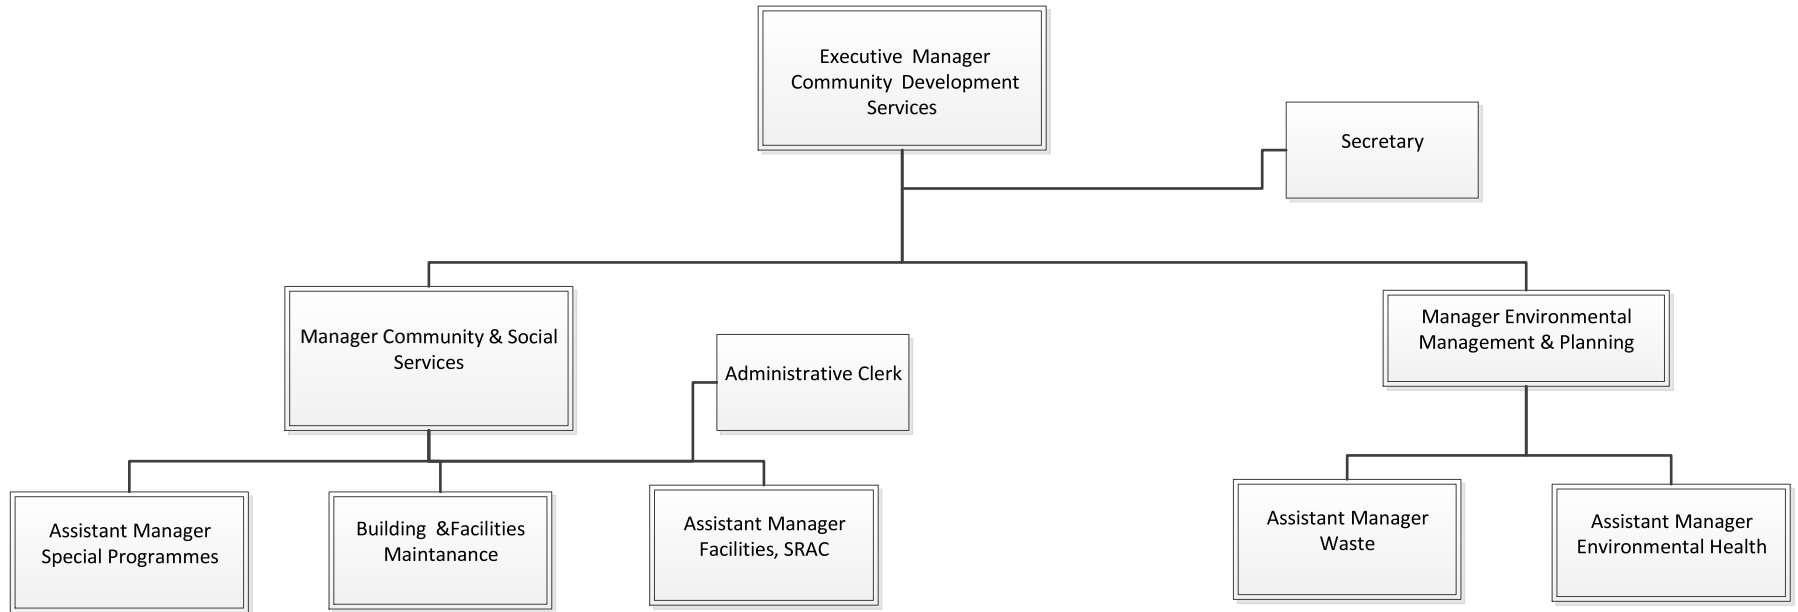 Executive Manager
Community Development
Services
Secretary
Manager Community & Social
Services
Administrative Clerk
Manager Environmental
Management & Planning
Assistant Manager
Special Programmes
Building &Facilities
Maintanance
Assistant Manager
Facilities, SRAC
Assistant Manager
Waste
Assistant Manager
Environmental Health